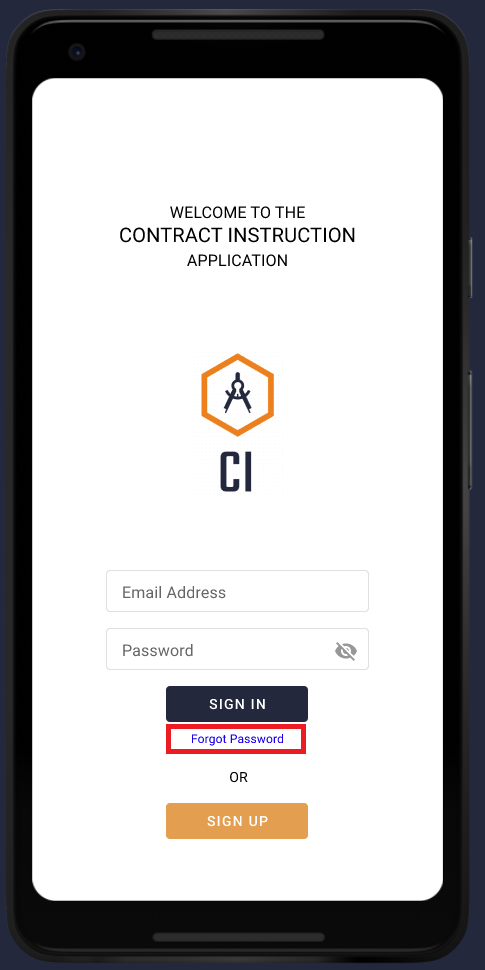 WELCOME TO THE
CONTRACT INSTRUCTION
APPLICATION
CI
Email Address
Password
SIGN IN
Forgot Password
OR
SIGN UP